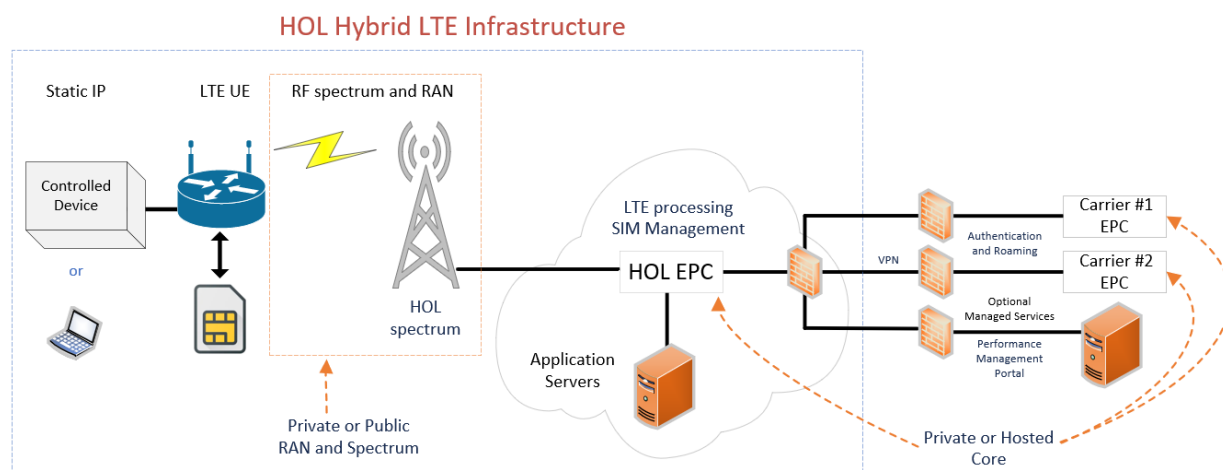 HOL Hybrid LTE Infrastructure
Static IP
LTE UE
RF spectrum and RAN
Controlled
Device
or
HOL
spectrum
Private or Public
RAN and Spectrum
LTE processing
SIM Management
HOL EPC
Application
Servers
VPN
Authentication
and Roaming
Optional
Managed Services
Performance
Management
Portal
Carrier #1
EPC
Carrier #2
EPC
Private or Hosted
Core